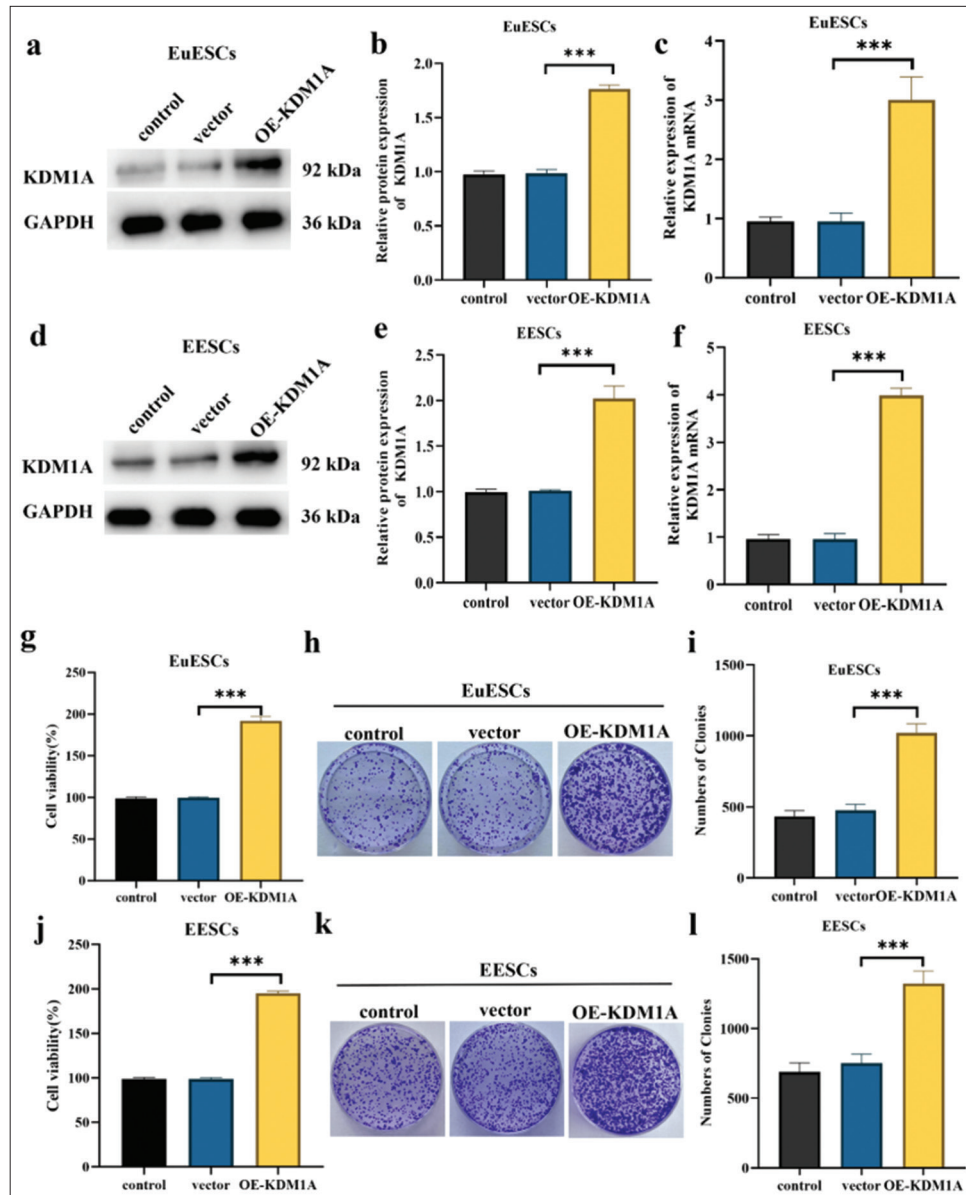 a
EuESCs
control
vector
OE-KDM1A
KDM1A
92 kDa
GAPDH
36 kDa
b
EuESCs
***
Relative protein expression
of KDM1A
2.0
1.5
1.0
0.5
0.0
control
vector
OE-KDM1A
c
EuESCs
***
Relative expression of
KDM1A mRNA
4
3
2
1
0
control
vector
OE-KDM1A
d
EESCs
control
vector
OE-KDM1A
KDM1A
92 kDa
GAPDH
36 kDa
e
EESCs
***
Relative protein expression
of KDM1A
2.5
2.0
1.5
1.0
0.5
0.0
control
vector
OE-KDM1A
f
EESCs
***
Relative expression of
KDM1A mRNA
5
4
3
2
1
0
control
vector
OE-KDM1A
g
EuESCs
***
Cell viability(%)
250
200
150
100
50
0
control
vector
OE-KDM1A
h
EuESCs
control
vector
OE-KDM1A
i
EuESCs
***
Numbers of Clonies
1500
1000
500
0
control
vector
OE-KDM1A
j
EESCs
***
Cell viability(%)
250
200
150
100
50
0
control
vector
OE-KDM1A
k
EESCs
control
vector
OE-KDM1A
l
EESCs
***
Numbers of Clonies
1500
1000
500
0
control
vector
OE-KDM1A